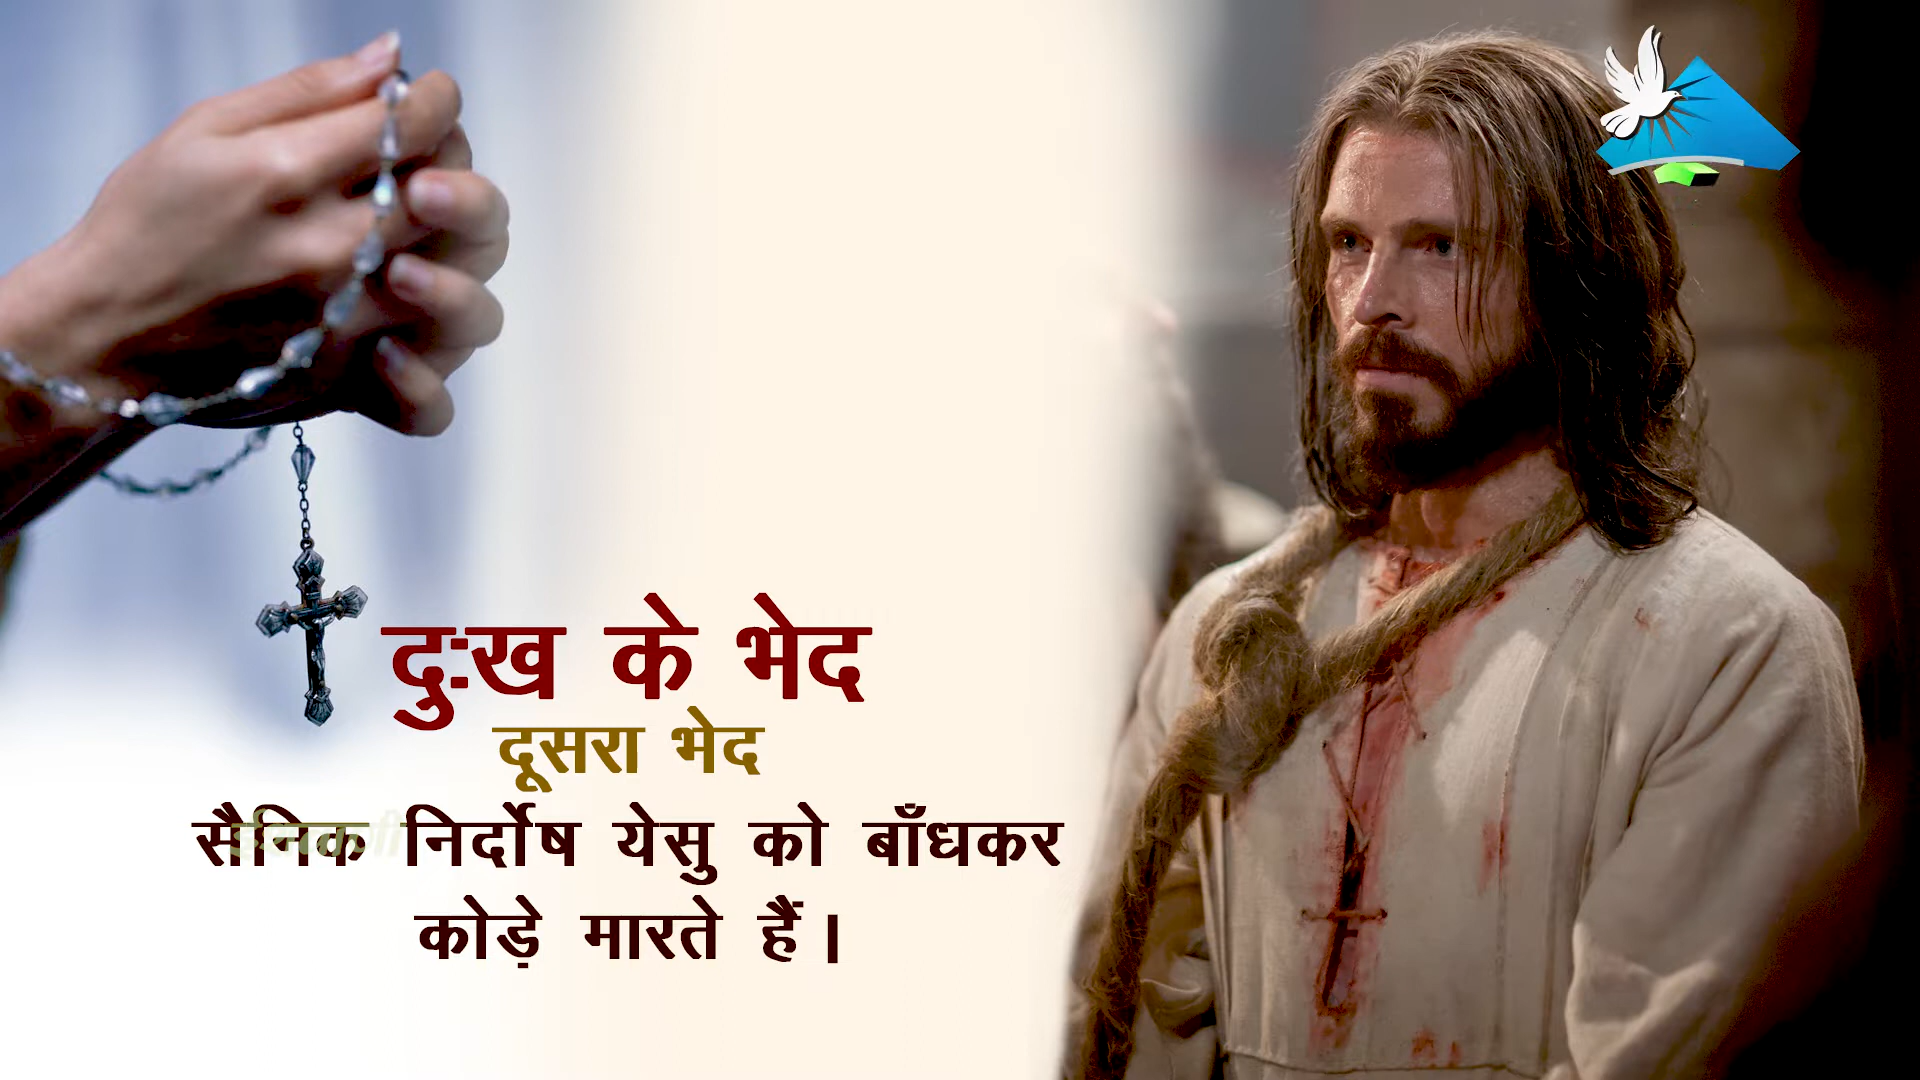 दुःख के भेद
दूसरा भेद
सैनिक निर्दोष येसु को बाँधकर
कोड़े मारते हैं।